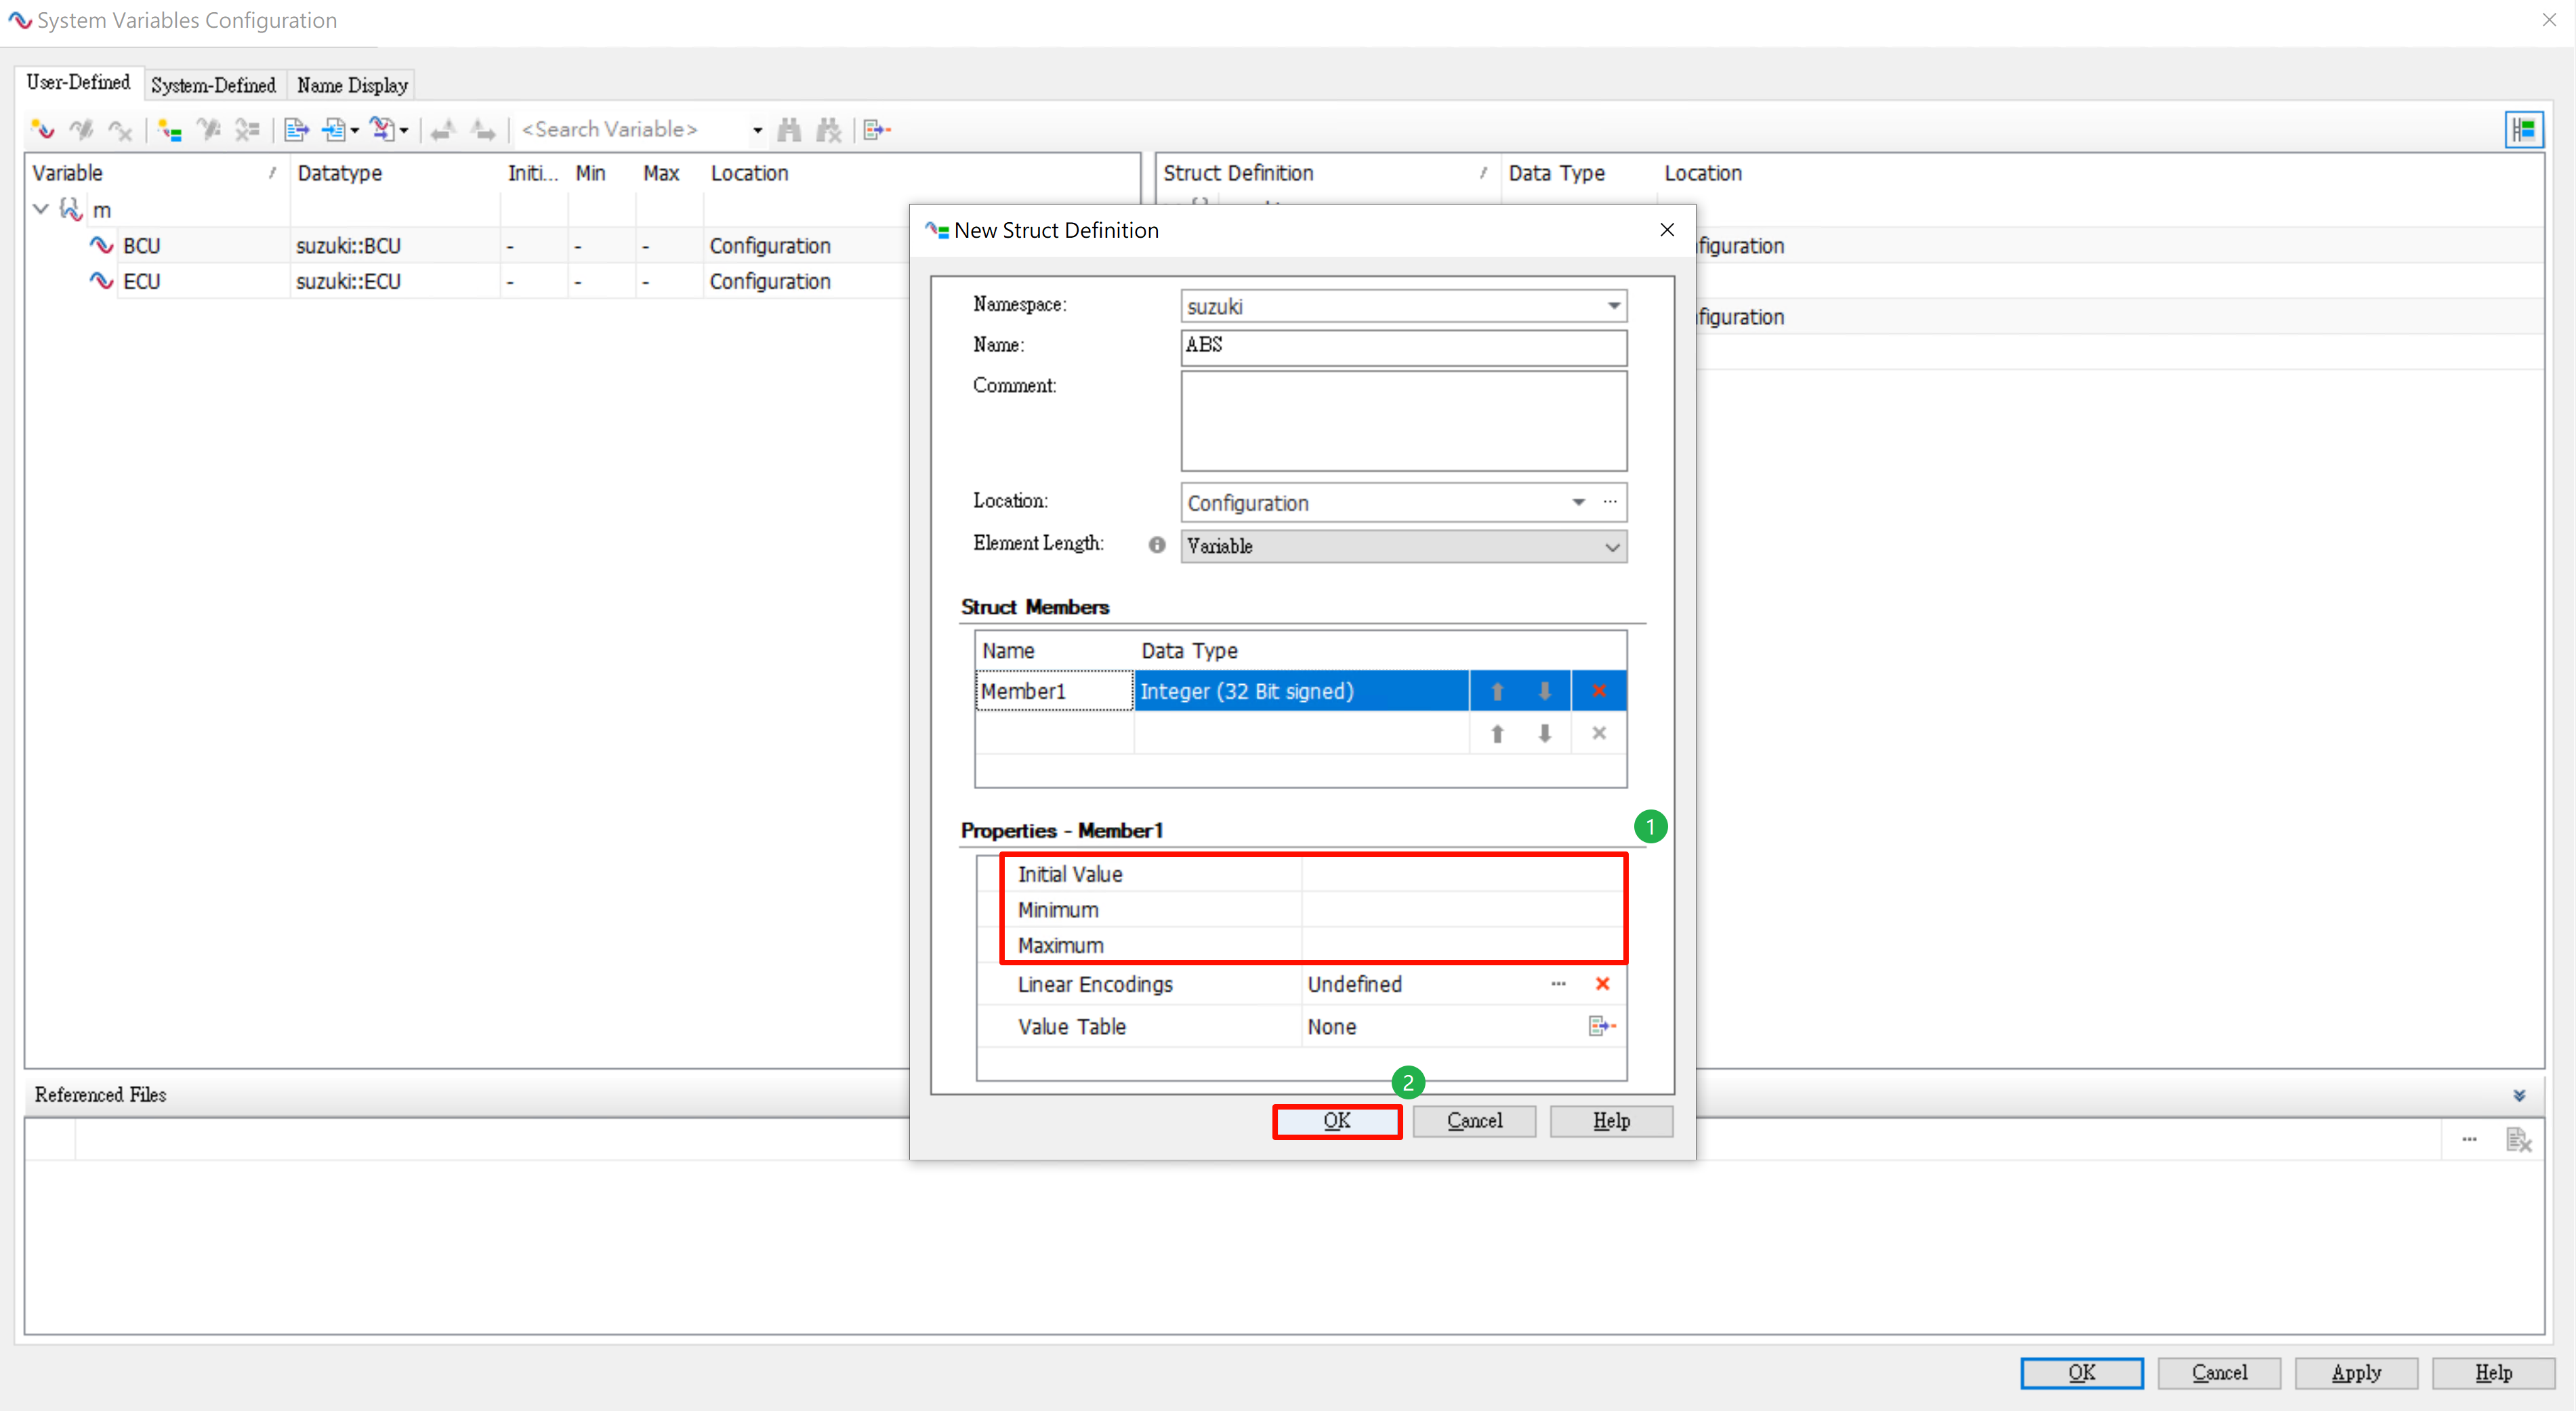 System Variables Configuration
User-Defined System-Defined Name Display
<Search Variable>
Variable Datatype Initi... Min Max Location
m
BCU suzuki::BCU - - - Configuration
ECU suzuki::ECU - - - Configuration
Struct Definition Data Type Location
figuration
figuration
New Struct Definition
Namespace: suzuki
Name: ABS
Comment:
Location: Configuration ...
Element Length: Variable
Struct Members
Name Data Type
Member1 Integer (32 Bit signed)
Properties - Member1
1
Initial Value
Minimum
Maximum
Linear Encodings Undefined ...
Value Table None
2
OK Cancel Help
Referenced Files
...
OK Cancel Apply Help